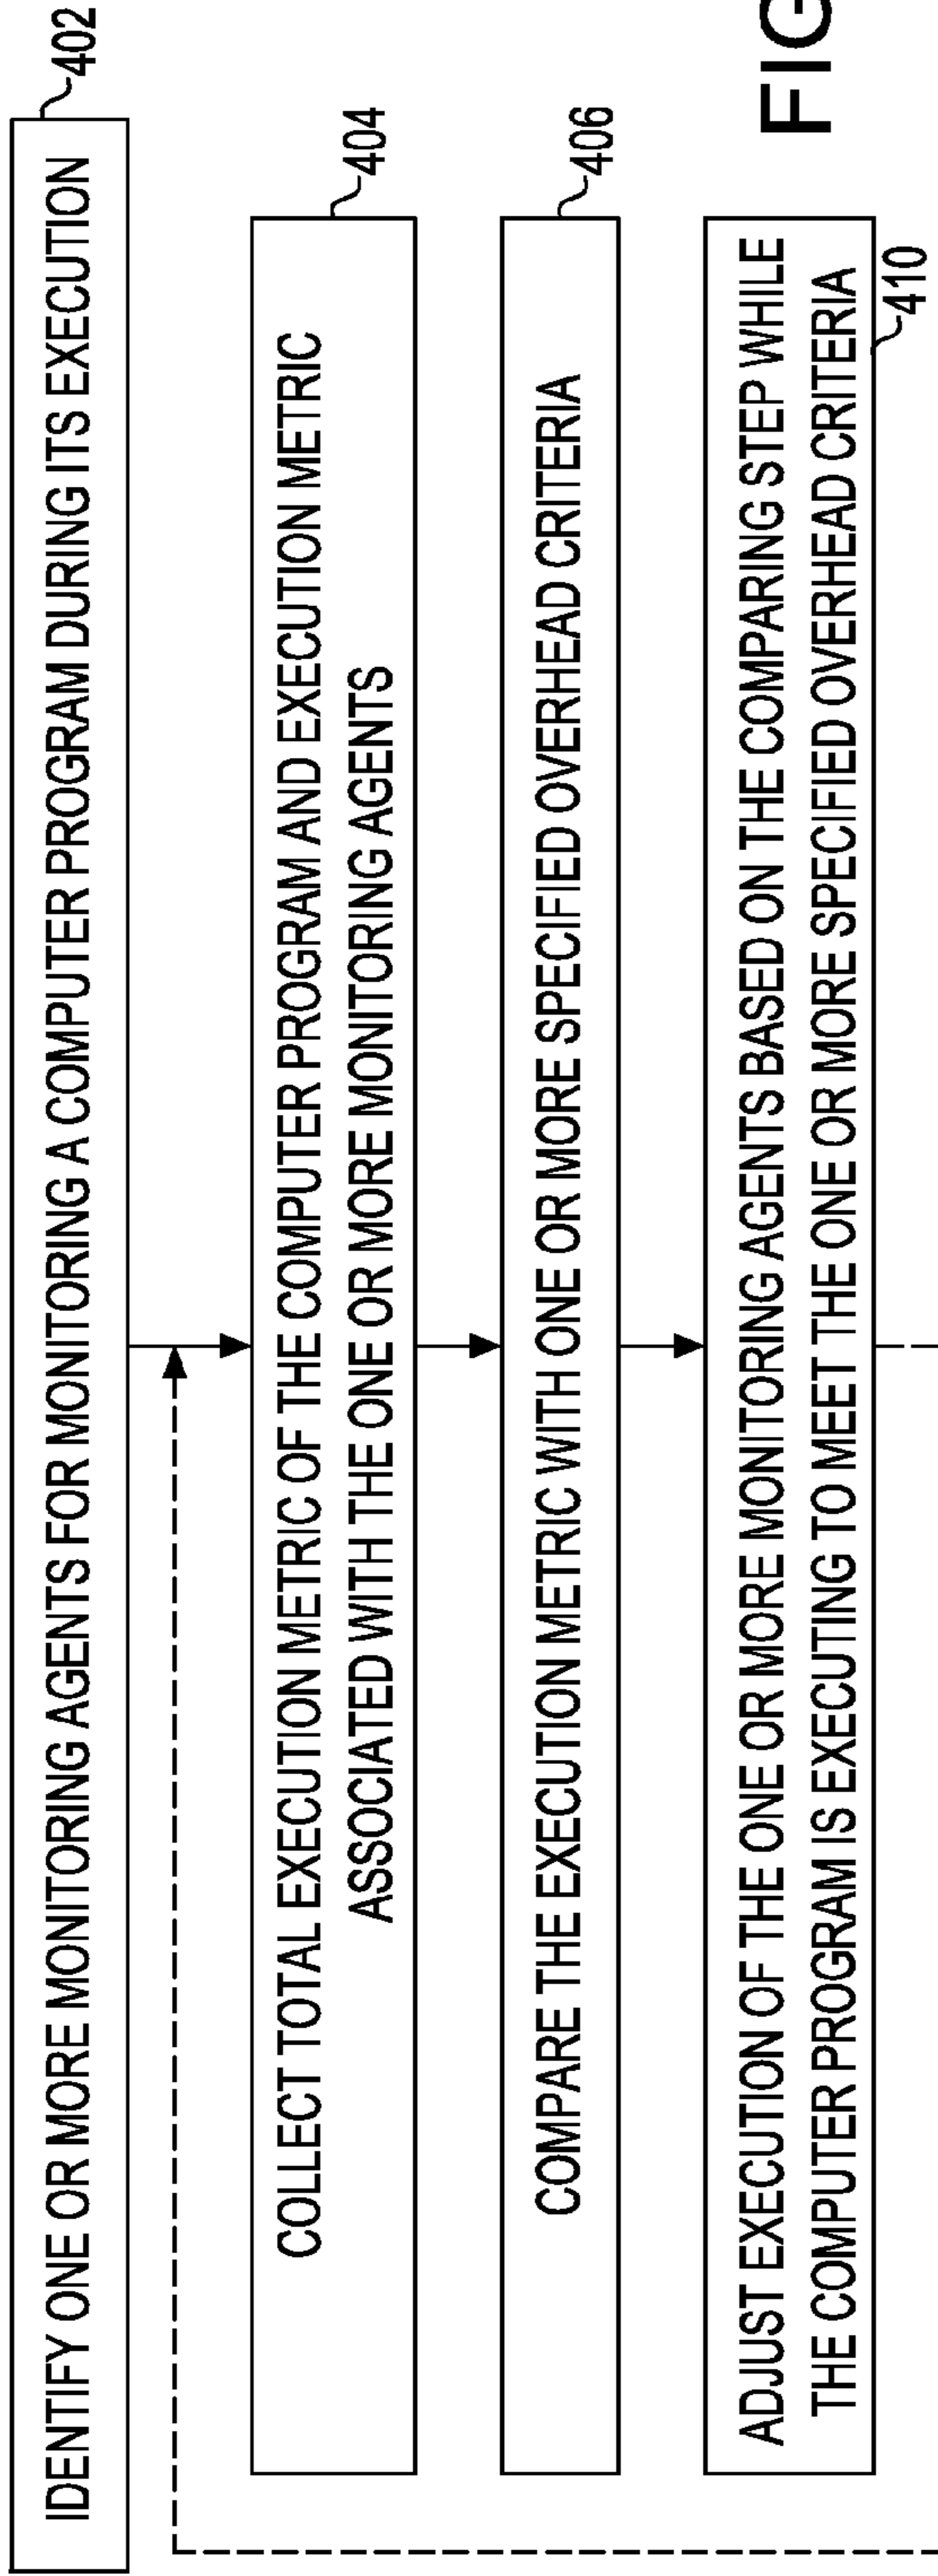 IDENTIFY ONE OR MORE MONITORING AGENTS FOR MONITORING A COMPUTER PROGRAM DURING ITS EXECUTION
402
COLLECT TOTAL EXECUTION METRIC OF THE COMPUTER PROGRAM AND EXECUTION METRIC
ASSOCIATED WITH THE ONE OR MORE MONITORING AGENTS
404
COMPARE THE EXECUTION METRIC WITH ONE OR MORE SPECIFIED OVERHEAD CRITERIA
406
ADJUST EXECUTION OF THE ONE OR MORE MONITORING AGENTS BASED ON THE COMPARING STEP WHILE
THE COMPUTER PROGRAM IS EXECUTING TO MEET THE ONE OR MORE SPECIFIED OVERHEAD CRITERIA
410
FIG